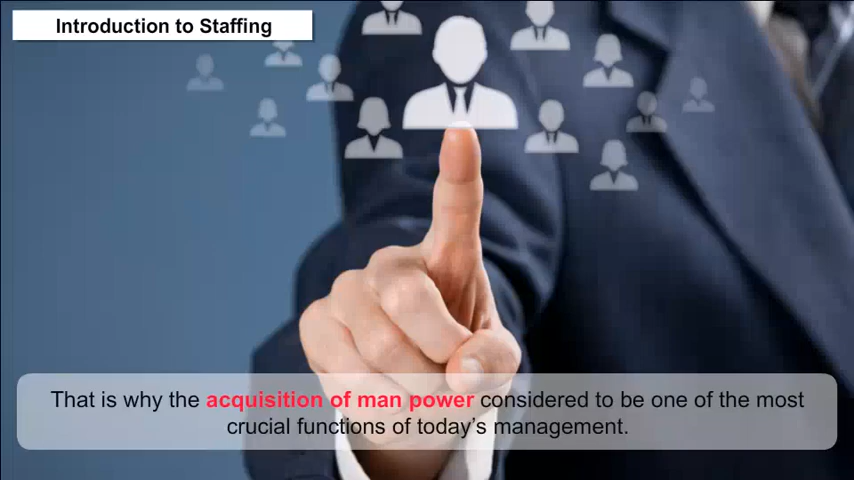 Introduction to Staffing
That is why the acquisition of man power considered to be one of the most
crucial functions of today's management.